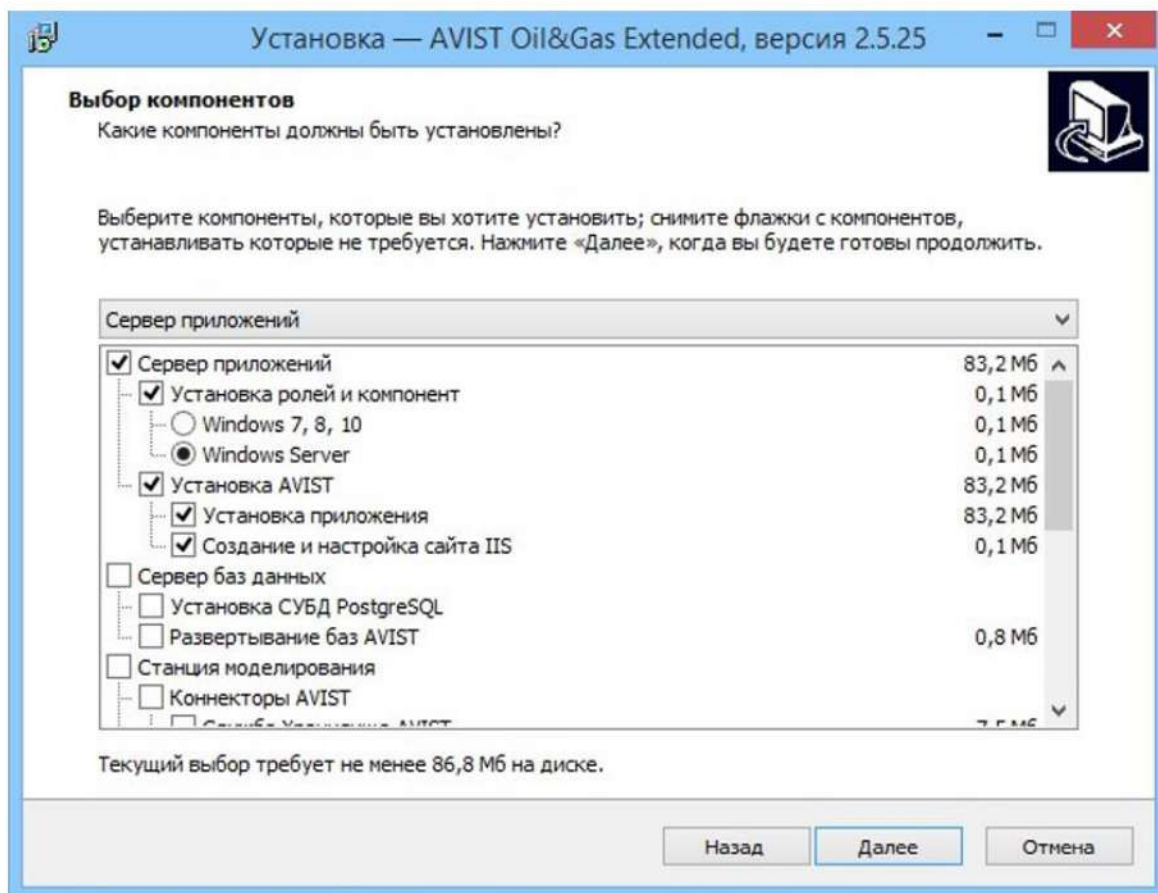 Установка — AVIST Oil&Gas Extended, версия 2.5.25
Выбор компонентов
Какие компоненты должны быть установлены?
Выберите компоненты, которые вы хотите установить; снимите флажки с компонентов,
устанавливать которые не требуется. Нажмите «Далее», когда вы будете готовы продолжить.
Сервер приложений
Сервер приложений 83,2 Мб
Установка ролей и компонент 0,1 Мб
Windows 7, 8, 10 0,1 Мб
Windows Server 0,1 Мб
Установка AVIST 83,2 Мб
Установка приложения 83,2 Мб
Создание и настройка сайта IIS 0,1 Мб
Сервер баз данных
Установка СУБД PostgreSQL
Развертывание баз AVIST 0,8 Мб
Станция моделирования
Коннекторы AVIST
Текущий выбор требует не менее 86,8 Мб на диске.
Назад Далее Отмена